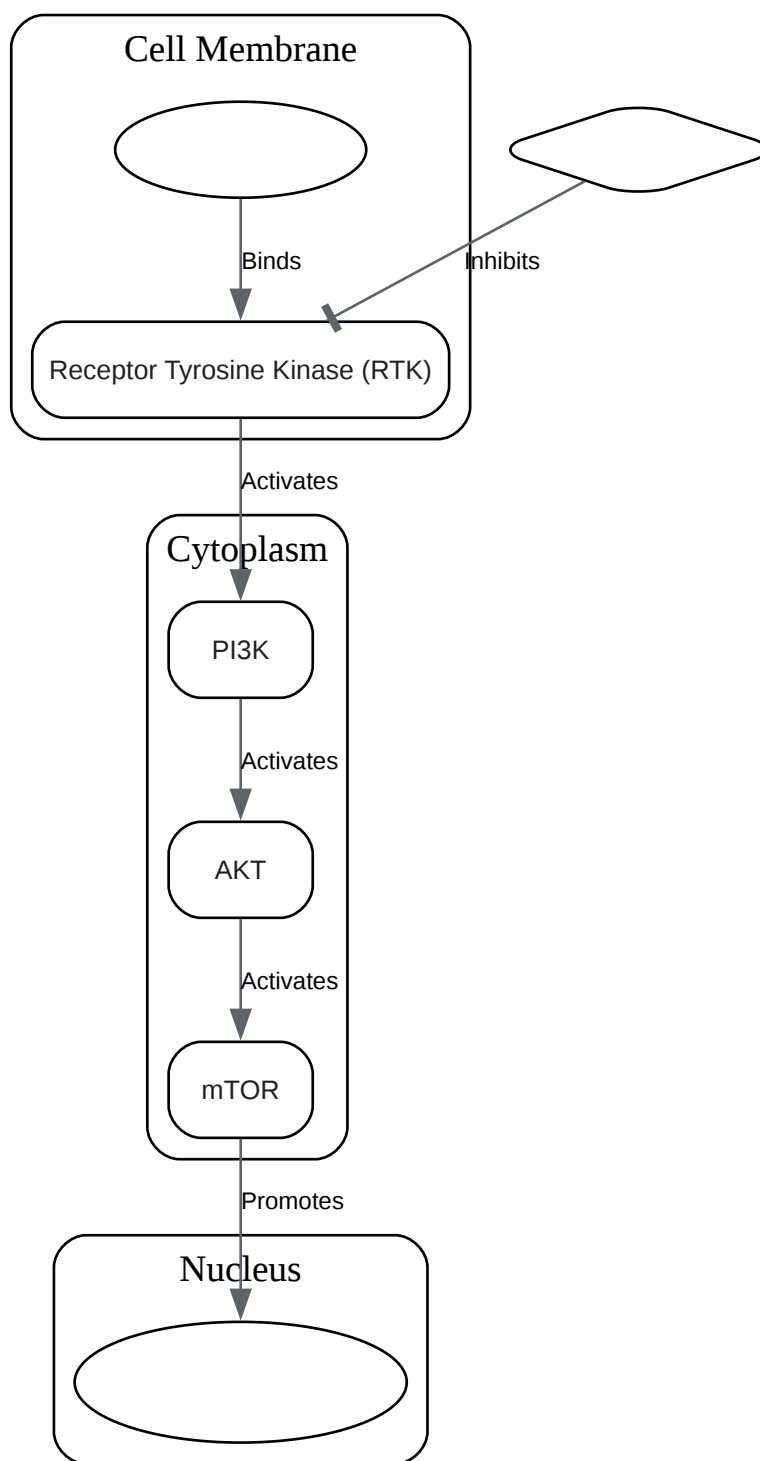 Cell Membrane
Binds
Inhibits
Receptor Tyrosine Kinase (RTK)
Activates
Cytoplasm
PI3K
Activates
AKT
Activates
mTOR
Promotes
Nucleus